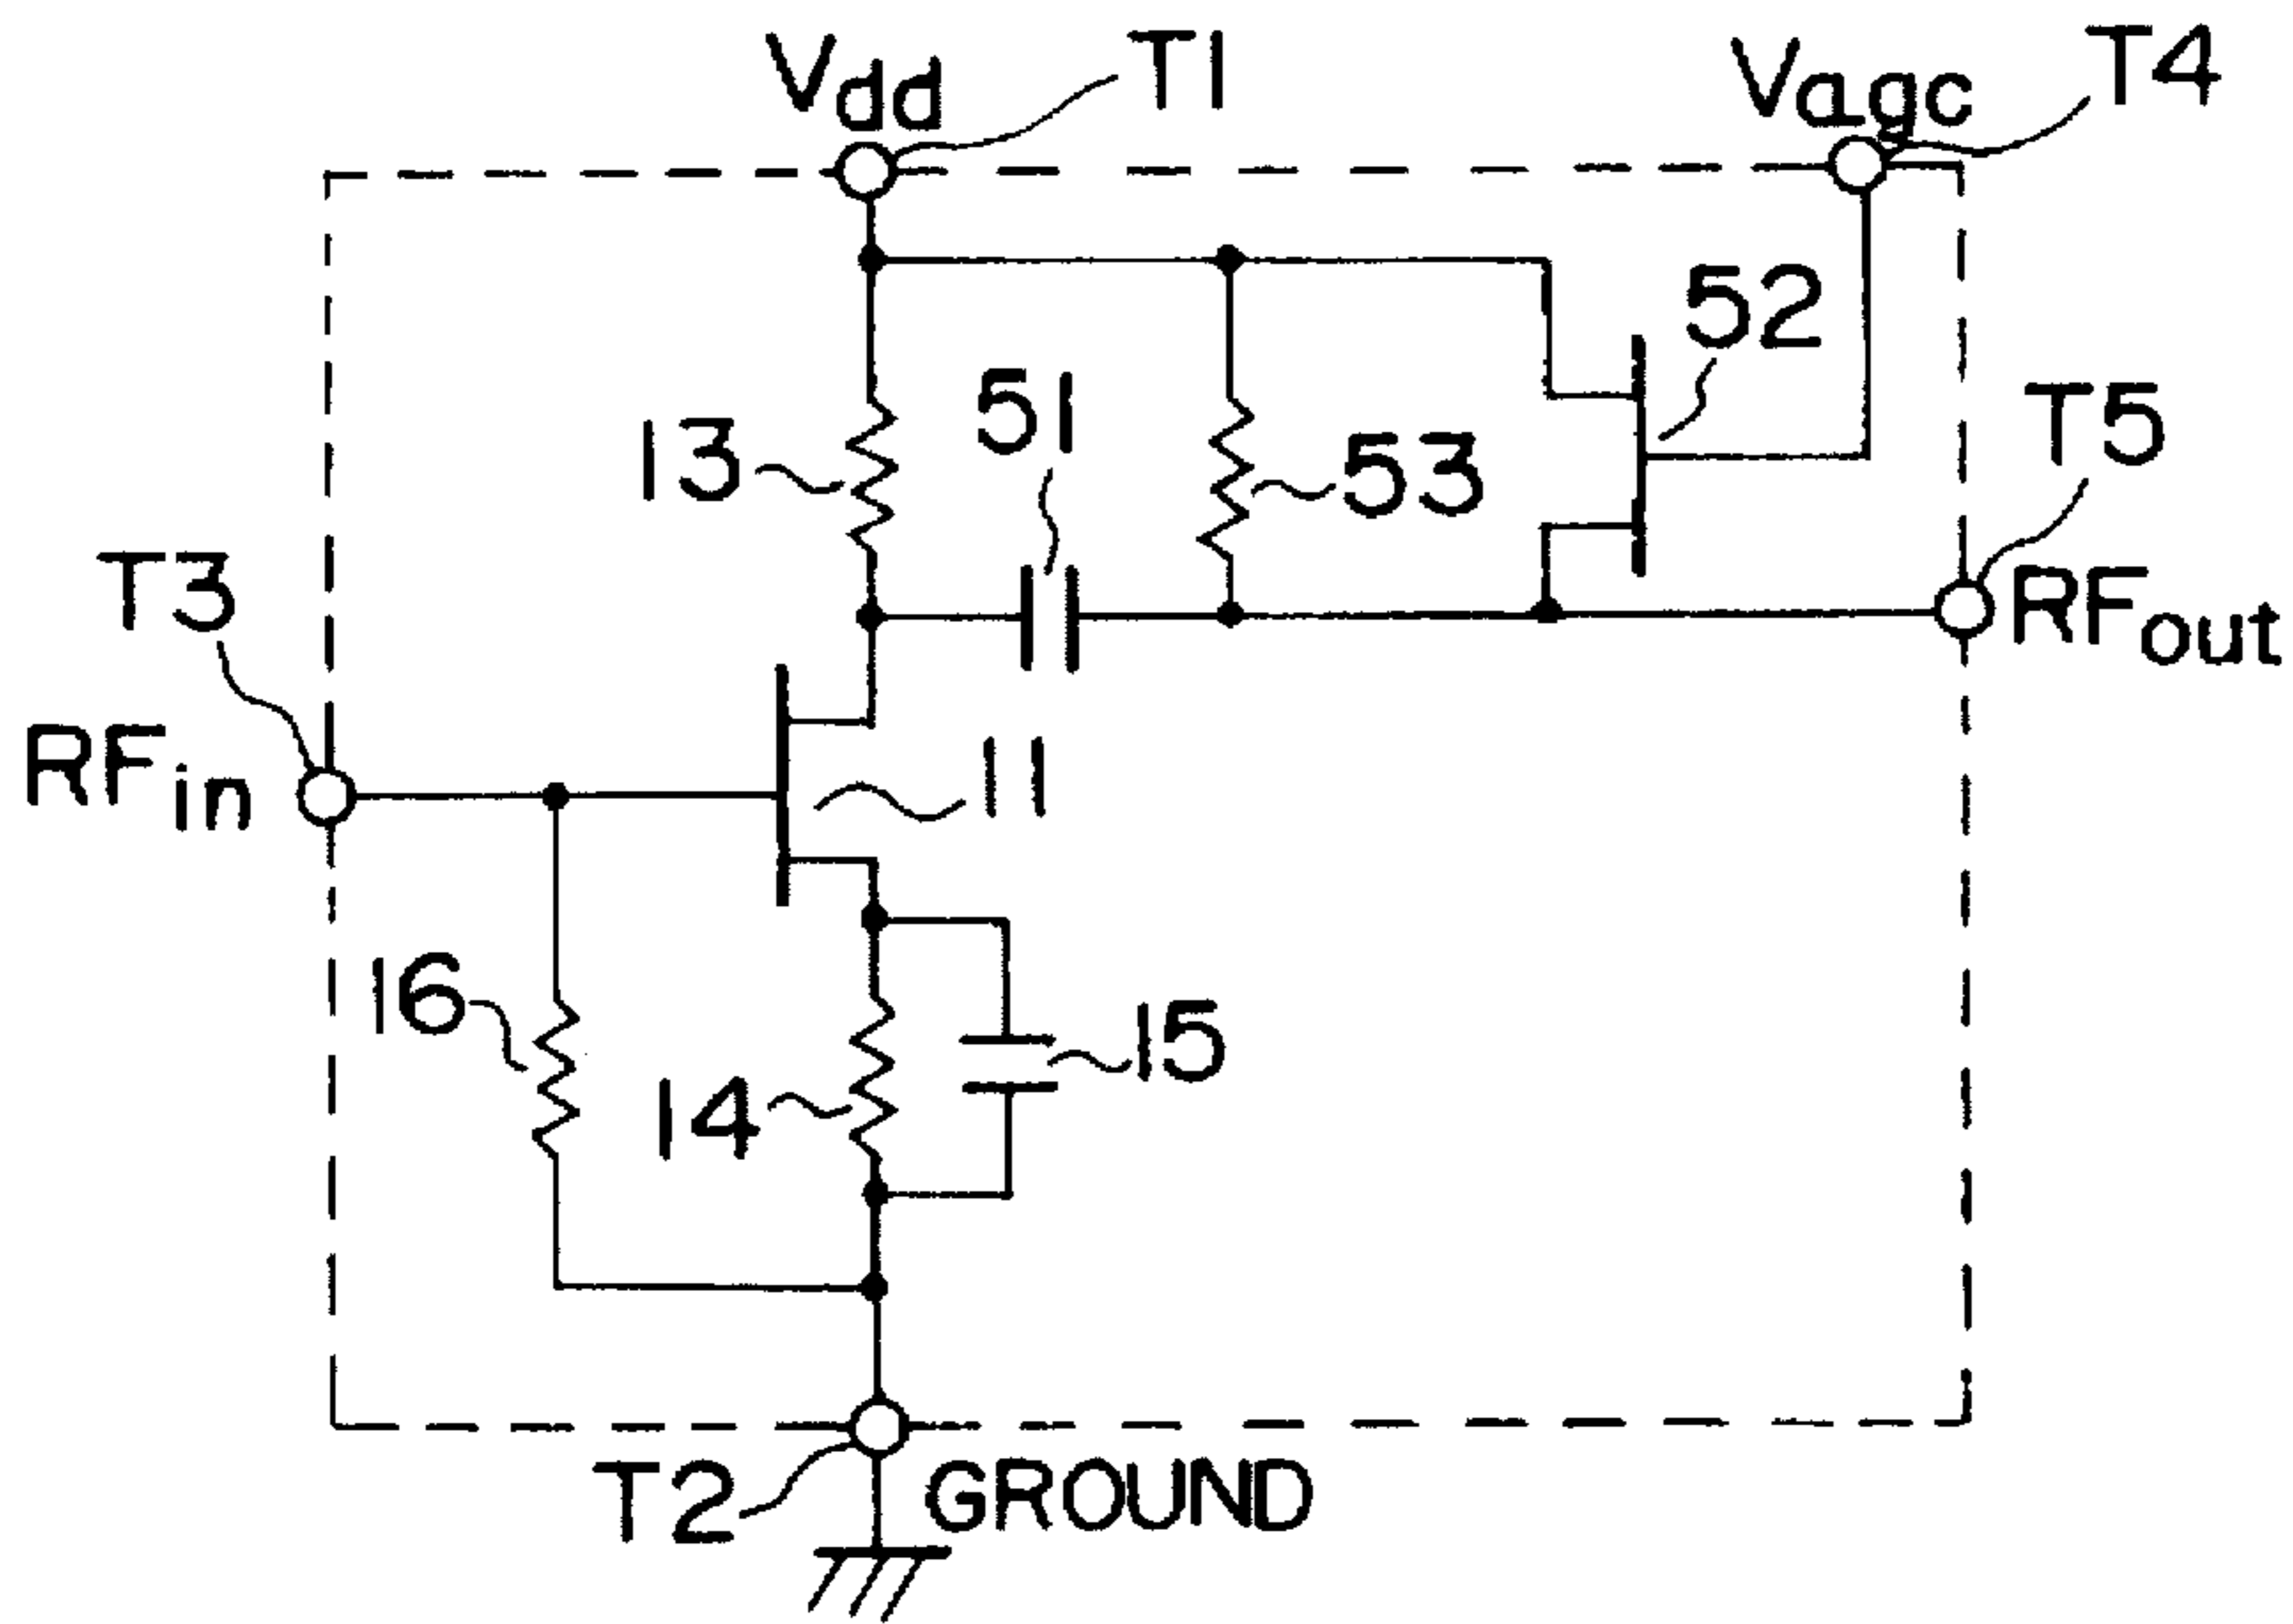 Vdd
T1
Vagc
T4
52
51
13
53
T5
T3
RFout
RFin
11
16
15
14
T2
GROUND